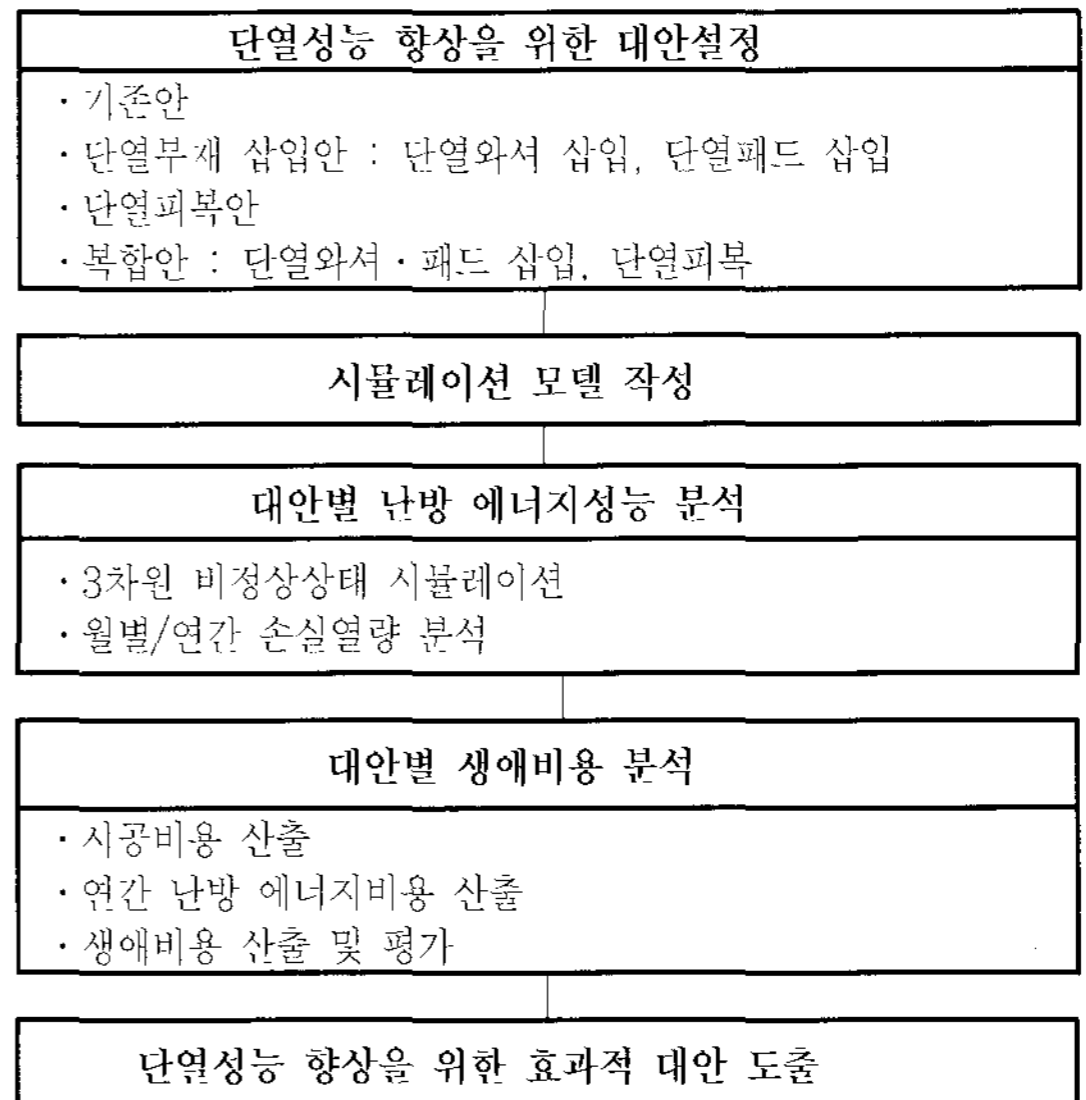 단열성능 향상을 위한 대안설정
· 기존안
· 단열부재 삽입안 : 단열와셔 삽입, 단열패드 삽입
· 단열피복안
· 복합안 : 단열와셔 · 패드 삽입, 단열피복
시뮬레이션 모델 작성
대안별 난방 에너지성능 분석
· 3차원 비정상상태 시뮬레이션
· 월별/연간 손실열량 분석
대안별 생애비용 분석
· 시공비용 산출
· 연간 난방 에너지비용 산출
· 생애비용 산출 및 평가
단열성능 향상을 위한 효과적 대안 도출